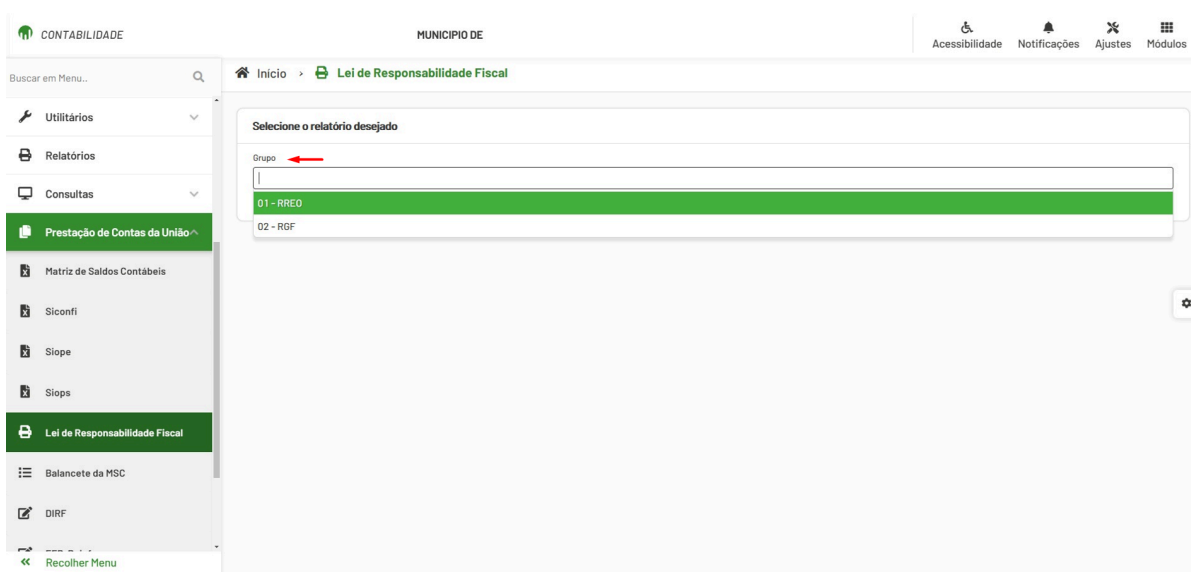 CONTABILIDADE
MUNICIPIO DE
Acessibilidade
Notificações
Ajustes
Módulos
Buscar em Menu..
Início › Lei de Responsabilidade Fiscal
Utilitários
Relatórios
Consultas
Prestação de Contas da União
Matriz de Saldos Contábeis
Siconfi
Siope
Siops
Lei de Responsabilidade Fiscal
Balancete da MSC
DIRF
Recolher Menu
Selecione o relatório desejado
Grupo
01 - RREO
02 - RGF